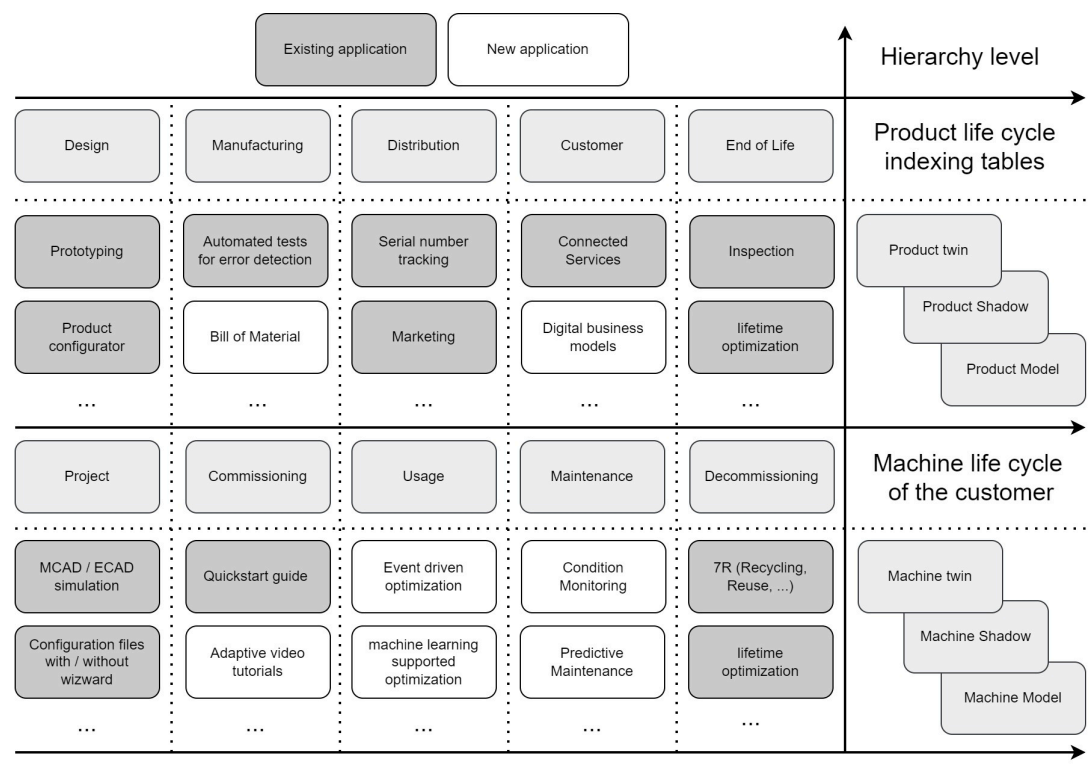 Existing application
New application
Hierarchy level
Design
Manufacturing
Distribution
Customer
End of Life
Product life cycle
indexing tables
Prototyping
Automated tests
for error detection
Serial number
tracking
Connected
Services
Inspection
Product twin
Product Shadow
Product Model
Product
configurator
Bill of Material
Marketing
Digital business
models
lifetime
optimization
...
...
...
...
...
Project
Commissioning
Usage
Maintenance
Decommissioning
Machine life cycle
of the customer
MCAD / ECAD
simulation
Quickstart guide
Event driven
optimization
Condition
Monitoring
7R (Recycling,
Reuse, ...)
Machine twin
Machine Shadow
Machine Model
Configuration files
with / without
wizward
Adaptive video
tutorials
machine learning
supported
optimization
Predictive
Maintenance
lifetime
optimization
...
...
...
...
...